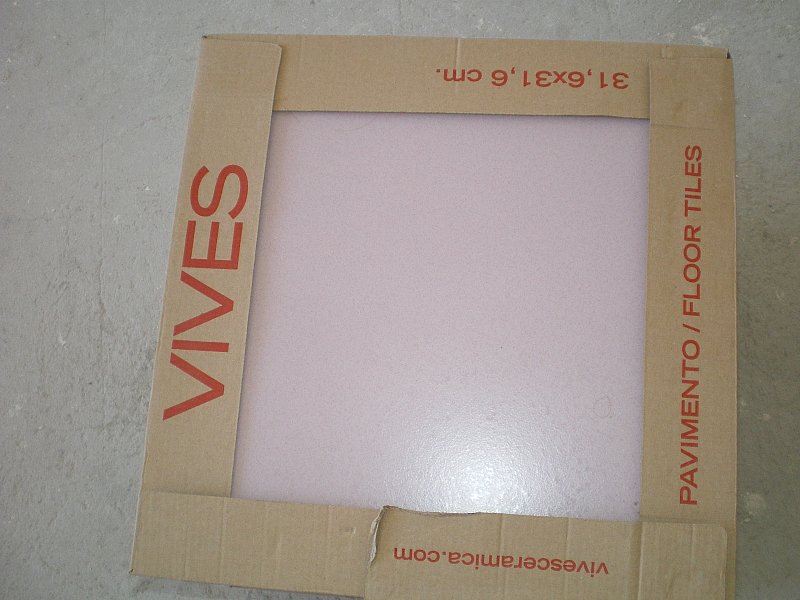 31,6x31,6 cm.
VIVES
PAVIMENTO / FLOOR TILES
vivesceramica.com